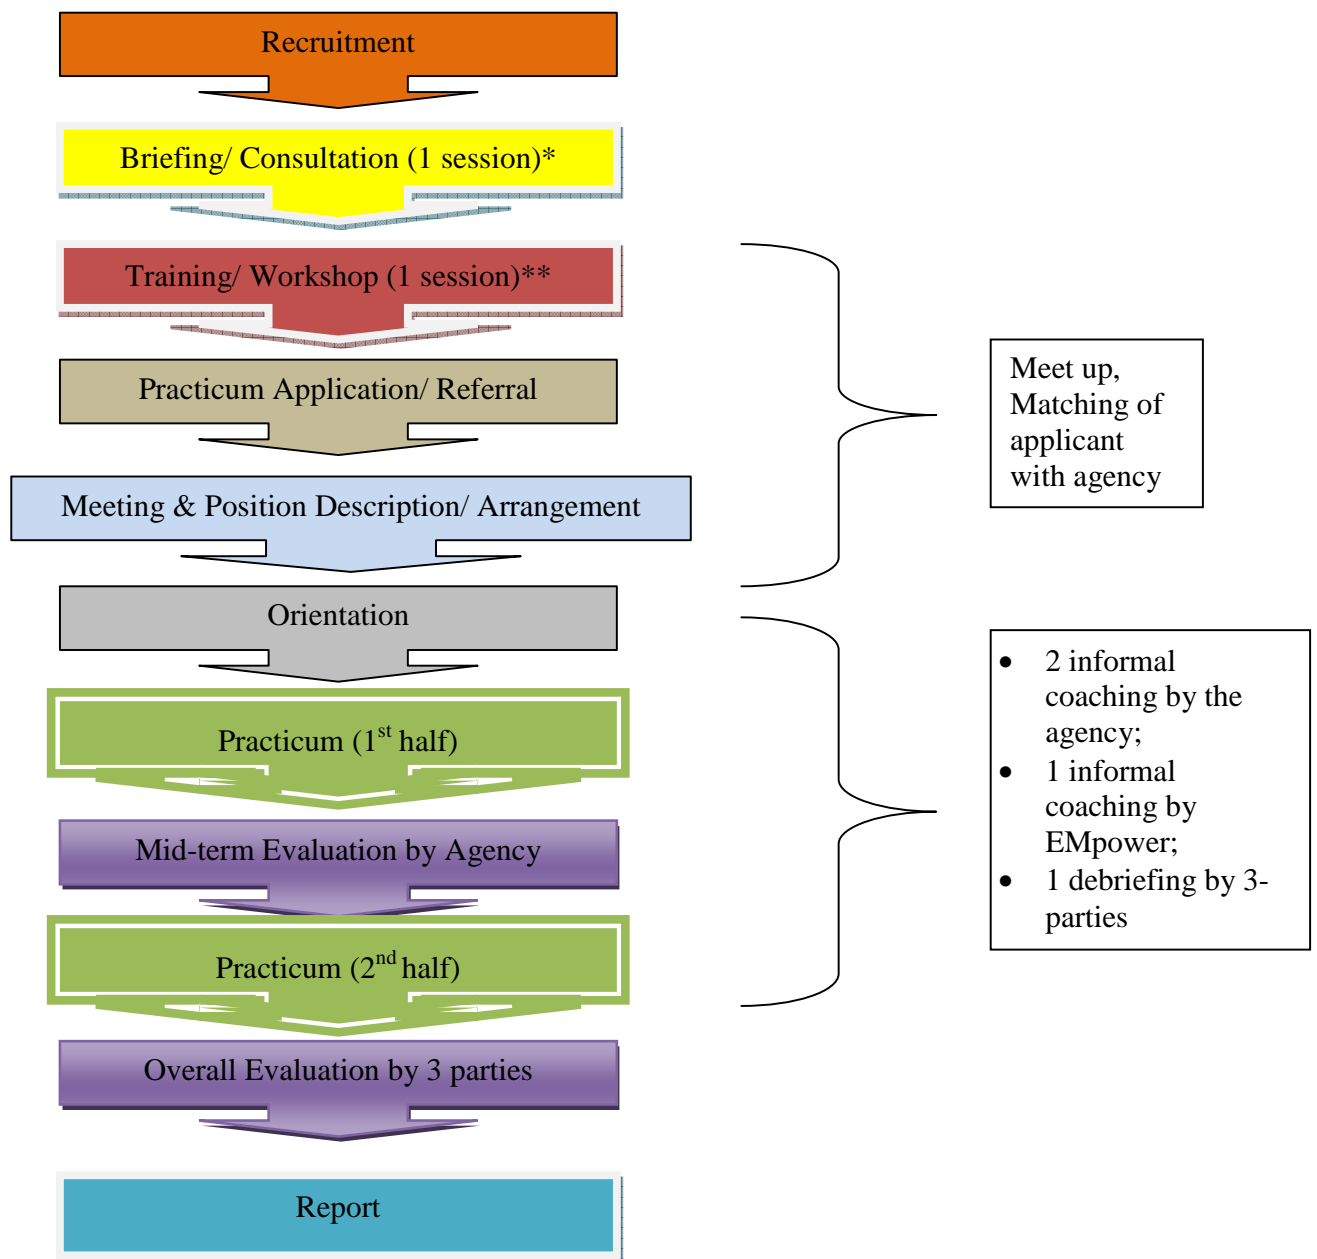 Recruitment
Briefing/ Consultation (1 session)*
Training/ Workshop (1 session)**
Practicum Application/ Referral
Meeting & Position Description/ Arrangement
Orientation
Practicum (1st half)
Mid-term Evaluation by Agency
Practicum (2nd half)
Overall Evaluation by 3 parties
Report
Meet up,
Matching of
applicant
with agency
• 2 informal
coaching by the
agency;
• 1 informal
coaching by
EMpower;
• 1 debriefing by 3-
parties